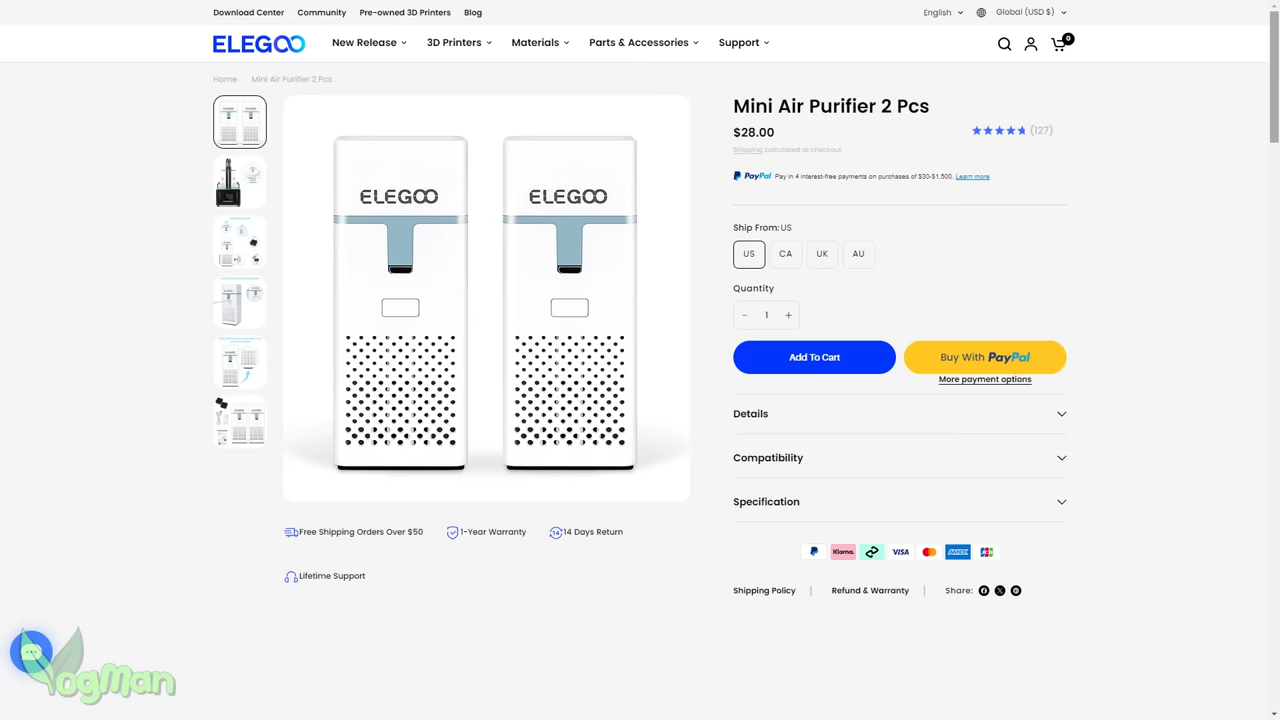 Download Center Community Pre-owned 3D Printers Blog English Global (USD $)
ELEGOO New Release 3D Printers Materials Parts & Accessories Support 0
Home Mini Air Purifier 2 Pcs
Mini Air Purifier 2 Pcs
$28.00 (127)
Shipping calculated at checkout.
PayPal Pay in 4 interest-free payments on purchases of $30-$1,500. Learn more
ELEGOO ELEGOO
Ship From: US
US CA UK AU
Quantity
− 1 +
Add To Cart Buy With PayPal
More payment options
Details
Compatibility
Specification
Free Shipping Orders Over $50 1-Year Warranty 14 14 Days Return
Klarna. VISA AMEX JCB
Lifetime Support
Shipping Policy | Refund & Warranty | Share:
YogMan